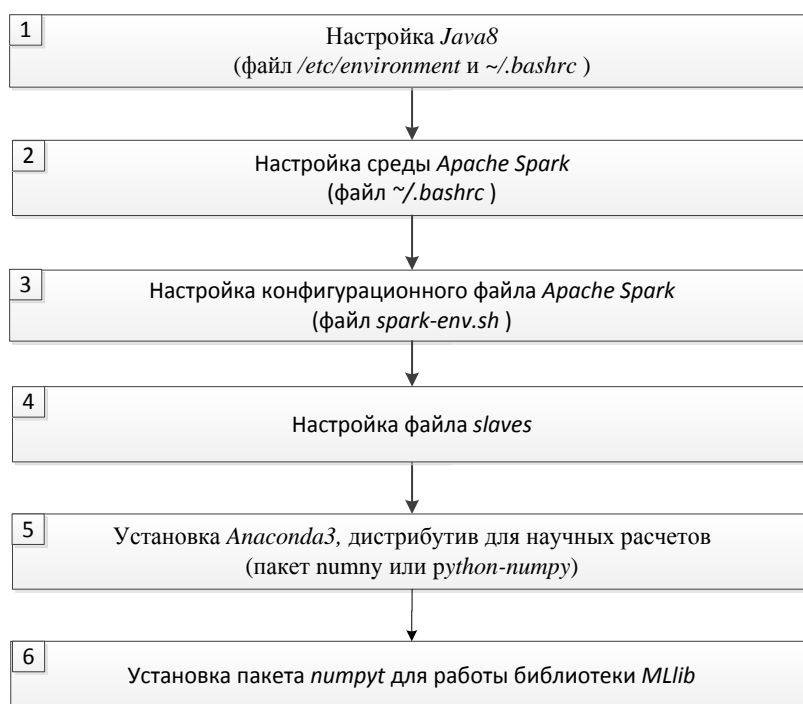 1
Настройка Java8
(файл /etc/environment и ~/.bashrc )
2
Настройка среды Apache Spark
(файл ~/.bashrc )
3
Настройка конфигурационного файла Apache Spark
(файл spark-env.sh )
4
Настройка файла slaves
5
Установка Anaconda3, дистрибутив для научных расчетов
(пакет numny или python-numpy)
6
Установка пакета numpyt для работы библиотеки MLlib